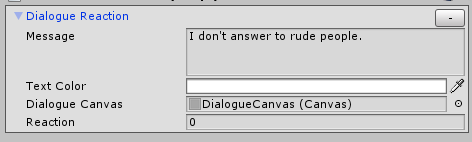 Dialogue Reaction
-
Message I don't answer to rude people.
Text Color
Dialogue Canvas DialogueCanvas (Canvas)
Reaction 0